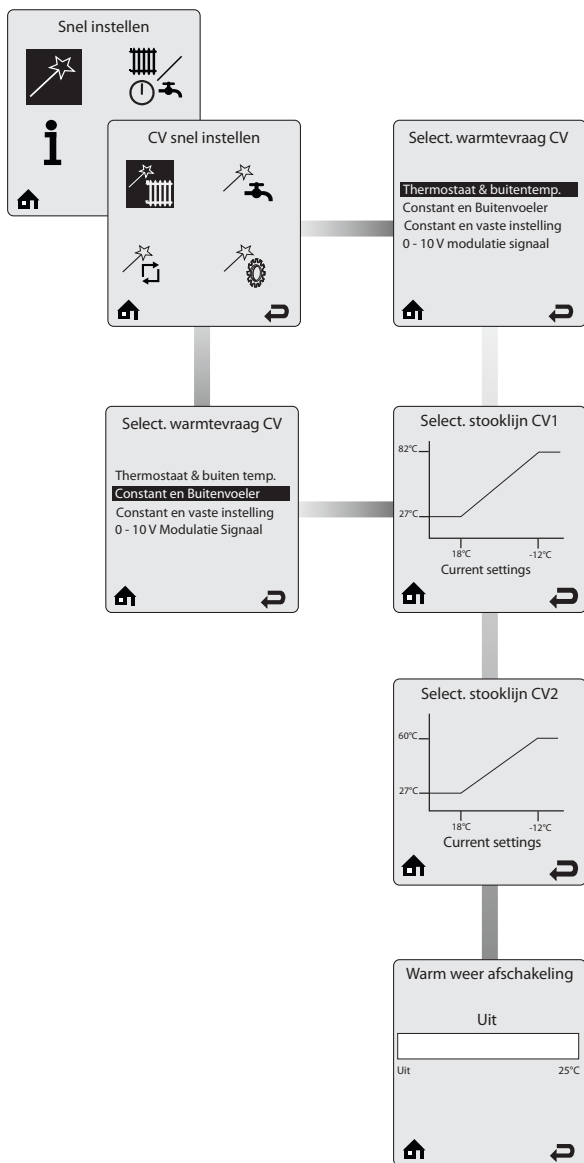 Snel instellen
CV snel instellen
Select. warmtevraag CV
Thermostaat & buitentemp.
Constant en Buitenvoeler
Constant en vaste instelling
0 - 10 V modulatie signaal
Select. warmtevraag CV
Thermostaat & buiten temp.
Constant en Buitenvoeler
Constant en vaste instelling
0 - 10 V Modulatie Signaal
Select. stooklijn CV1
82°C
27°C
18°C -12°C
Current settings
Select. stooklijn CV2
60°C
27°C
18°C -12°C
Current settings
Warm weer afschakeling
Uit
Uit 25°C